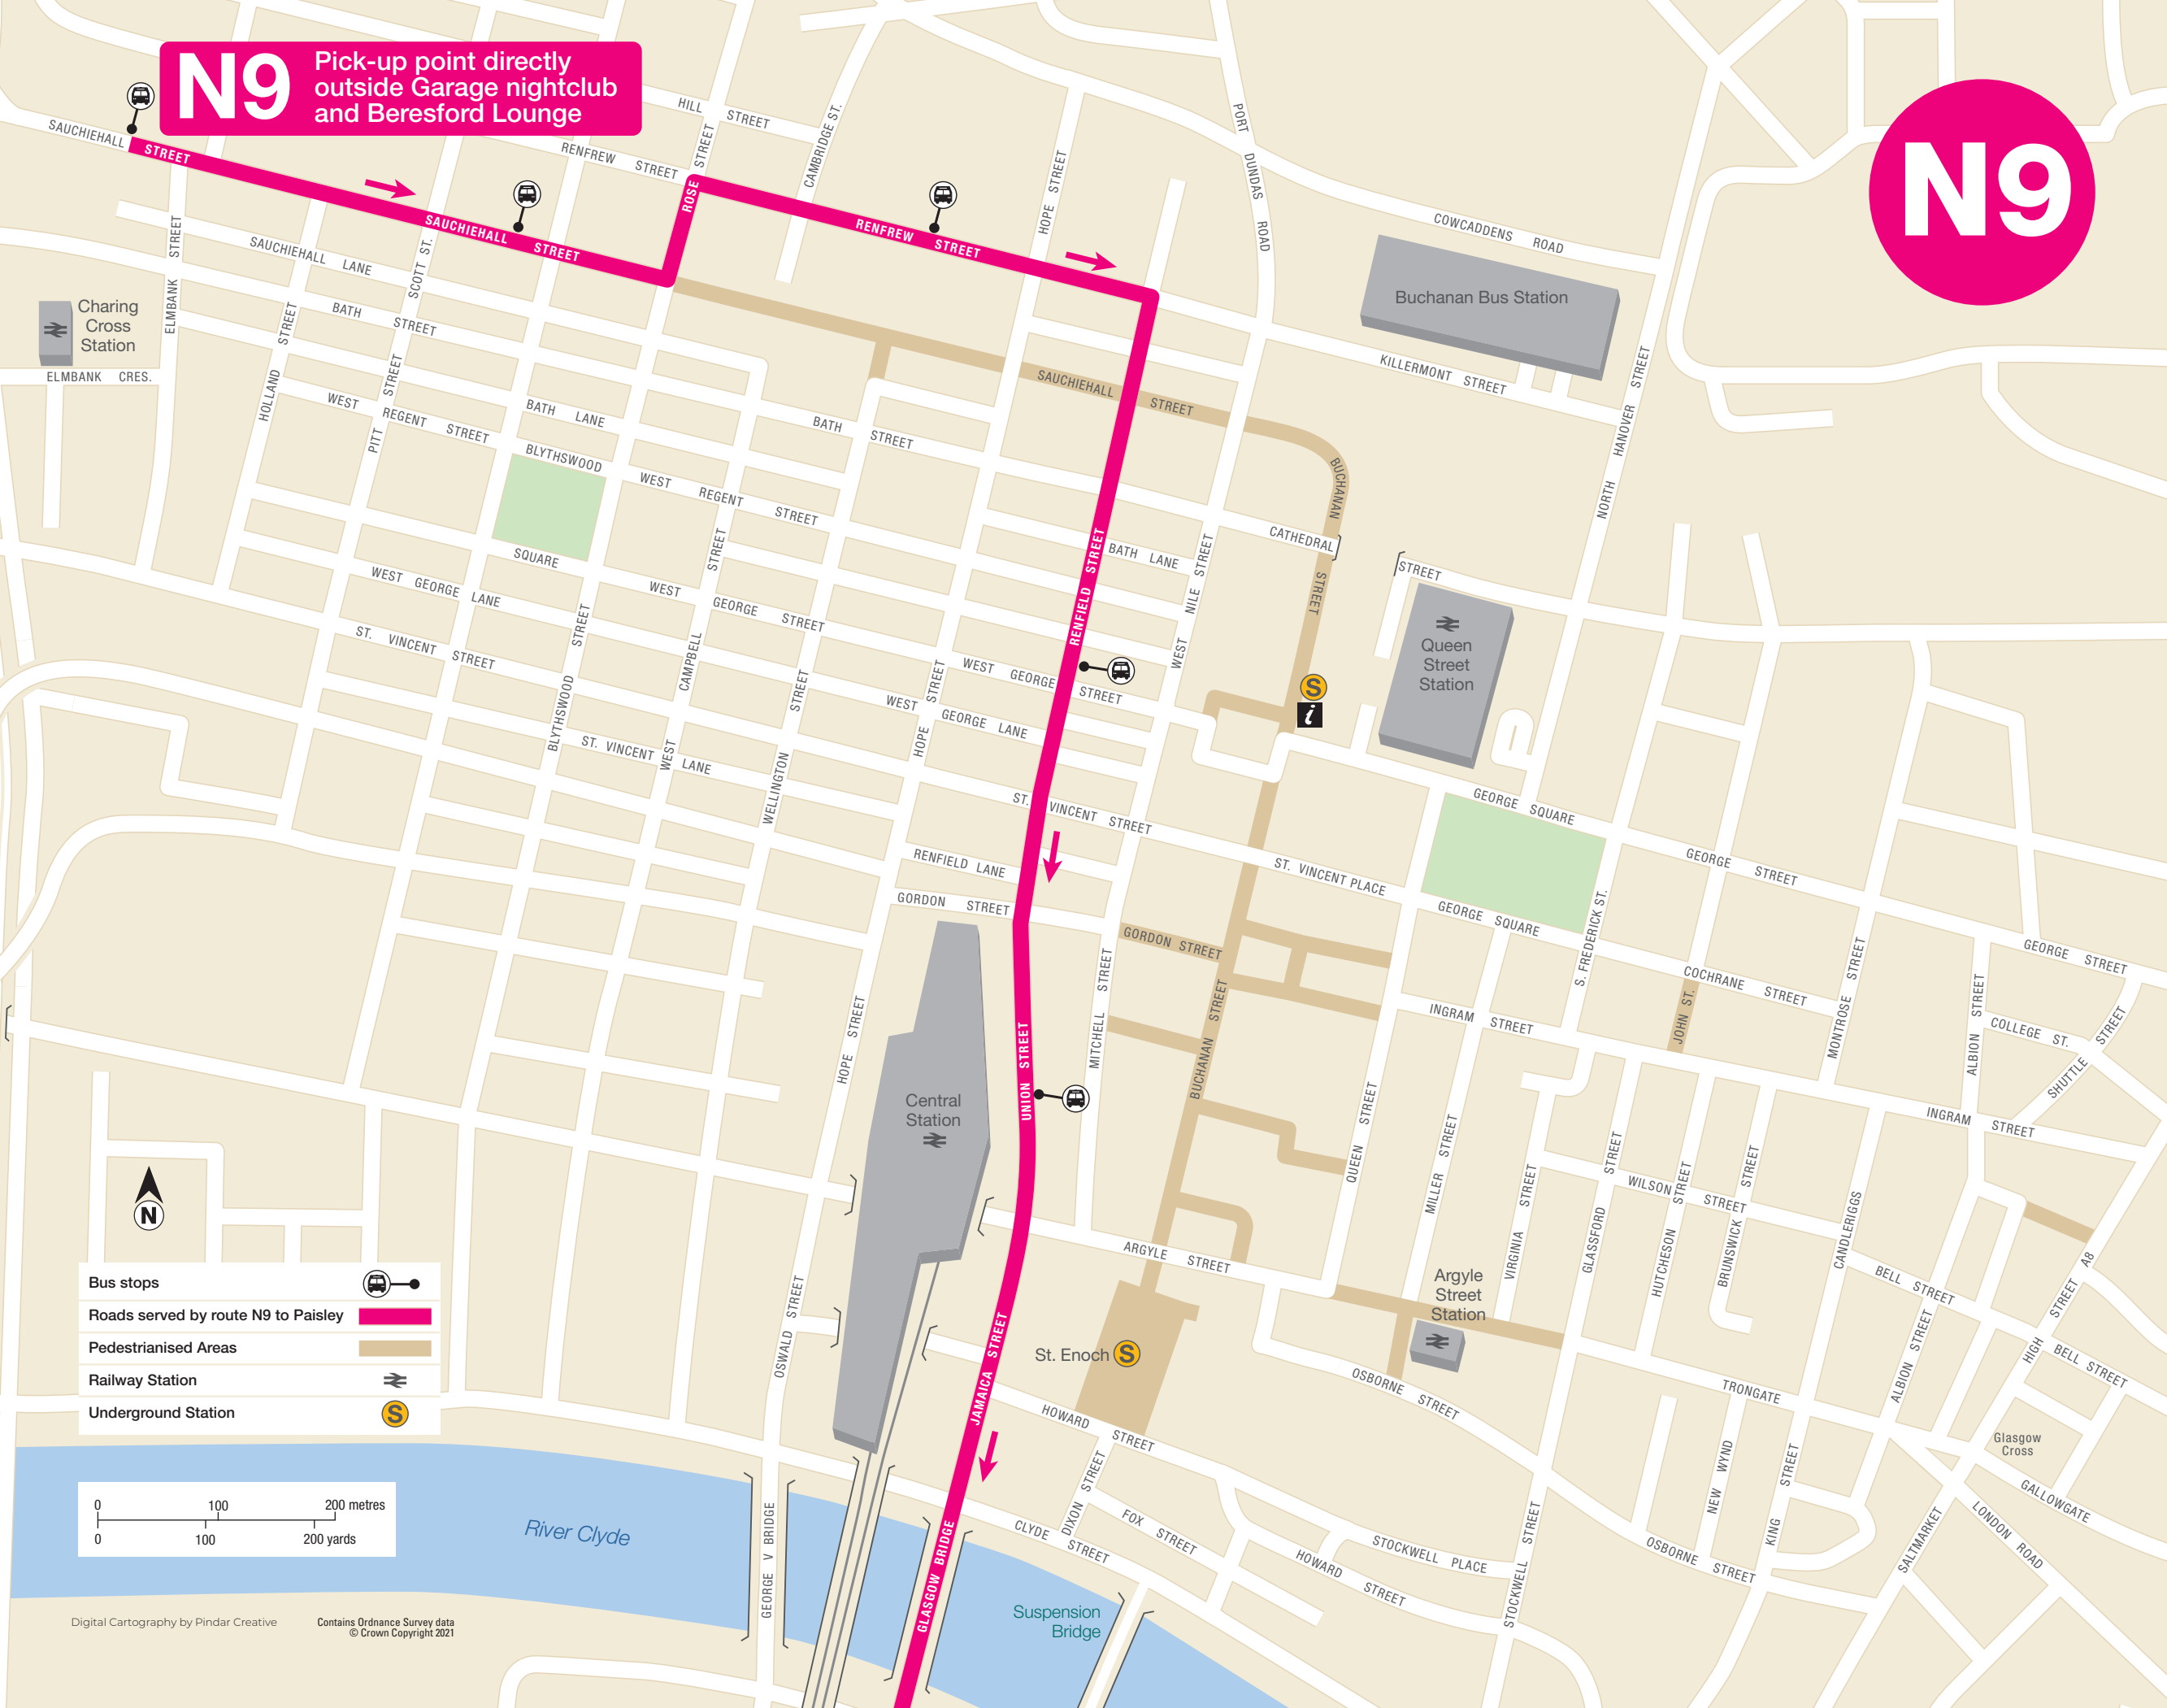 N9
Pick-up point directly
outside Garage nightclub
and Beresford Lounge
N9
HILL STREET
CAMBRIDGE ST.
PORT DUNDAS ROAD
SAUCHIEHALL STREET
RENFREW STREET
ROSE STREET
HOPE STREET
SAUCHIEHALL STREET
RENFREW STREET
COWCADDENS ROAD
Buchanan Bus Station
ELMBANK STREET
SAUCHIEHALL LANE
SCOTT ST.
Charing
Cross
Station
ELMBANK CRES.
BATH STREET
HOLLAND STREET
PITT STREET
WEST REGENT STREET
BATH LANE
BATH STREET
SAUCHIEHALL STREET
KILLERMONT STREET
NORTH HANOVER STREET
BLYTHSWOOD
WEST REGENT STREET
BUCHANAN STREET
SQUARE
CATHEDRAL
STREET
BATH LANE
RENFIELD STREET
WEST NILE STREET
WEST GEORGE LANE
WEST GEORGE STREET
WEST CAMPBELL STREET
BLYTHSWOOD STREET
ST. VINCENT STREET
WELLINGTON STREET
HOPE STREET
WEST GEORGE STREET
WEST GEORGE LANE
S
i
Queen
Street
Station
ST. VINCENT LANE
ST. VINCENT STREET
ST. VINCENT PLACE
GEORGE SQUARE
GEORGE STREET
GEORGE SQUARE
S. FREDERICK ST.
RENFIELD LANE
GORDON STREET
GORDON STREET
COCHRANE STREET
GEORGE STREET
JOHN ST.
MONTROSE STREET
ALBION STREET
COLLEGE ST.
SHUTTLE STREET
INGRAM STREET
INGRAM STREET
HOPE STREET
UNION STREET
MITCHELL STREET
BUCHANAN STREET
Central
Station
QUEEN STREET
MILLER STREET
VIRGINIA STREET
GLASSFORD STREET
WILSON STREET
HUTCHESON STREET
BRUNSWICK STREET
CANDLERIGGS
ARGYLE STREET
Argyle
Street
Station
BELL STREET
BELL STREET
HIGH STREET A8
ALBION STREET
N
Bus stops
Roads served by route N9 to Paisley
Pedestrianised Areas
Railway Station
Underground Station
S
OSWALD STREET
JAMAICA STREET
St. Enoch
S
HOWARD STREET
OSBORNE STREET
TRONGATE
Glasgow
Cross
GALLOWGATE
LONDON ROAD
SALTMARKET
NEW WYND
KING STREET
OSBORNE STREET
STOCKWELL STREET
STOCKWELL PLACE
HOWARD STREET
FOX STREET
DIXON STREET
CLYDE STREET
GLASGOW BRIDGE
GEORGE V BRIDGE
River Clyde
Suspension
Bridge
0 100 200 metres
0 100 200 yards
Digital Cartography by Pindar Creative
Contains Ordnance Survey data
© Crown Copyright 2021